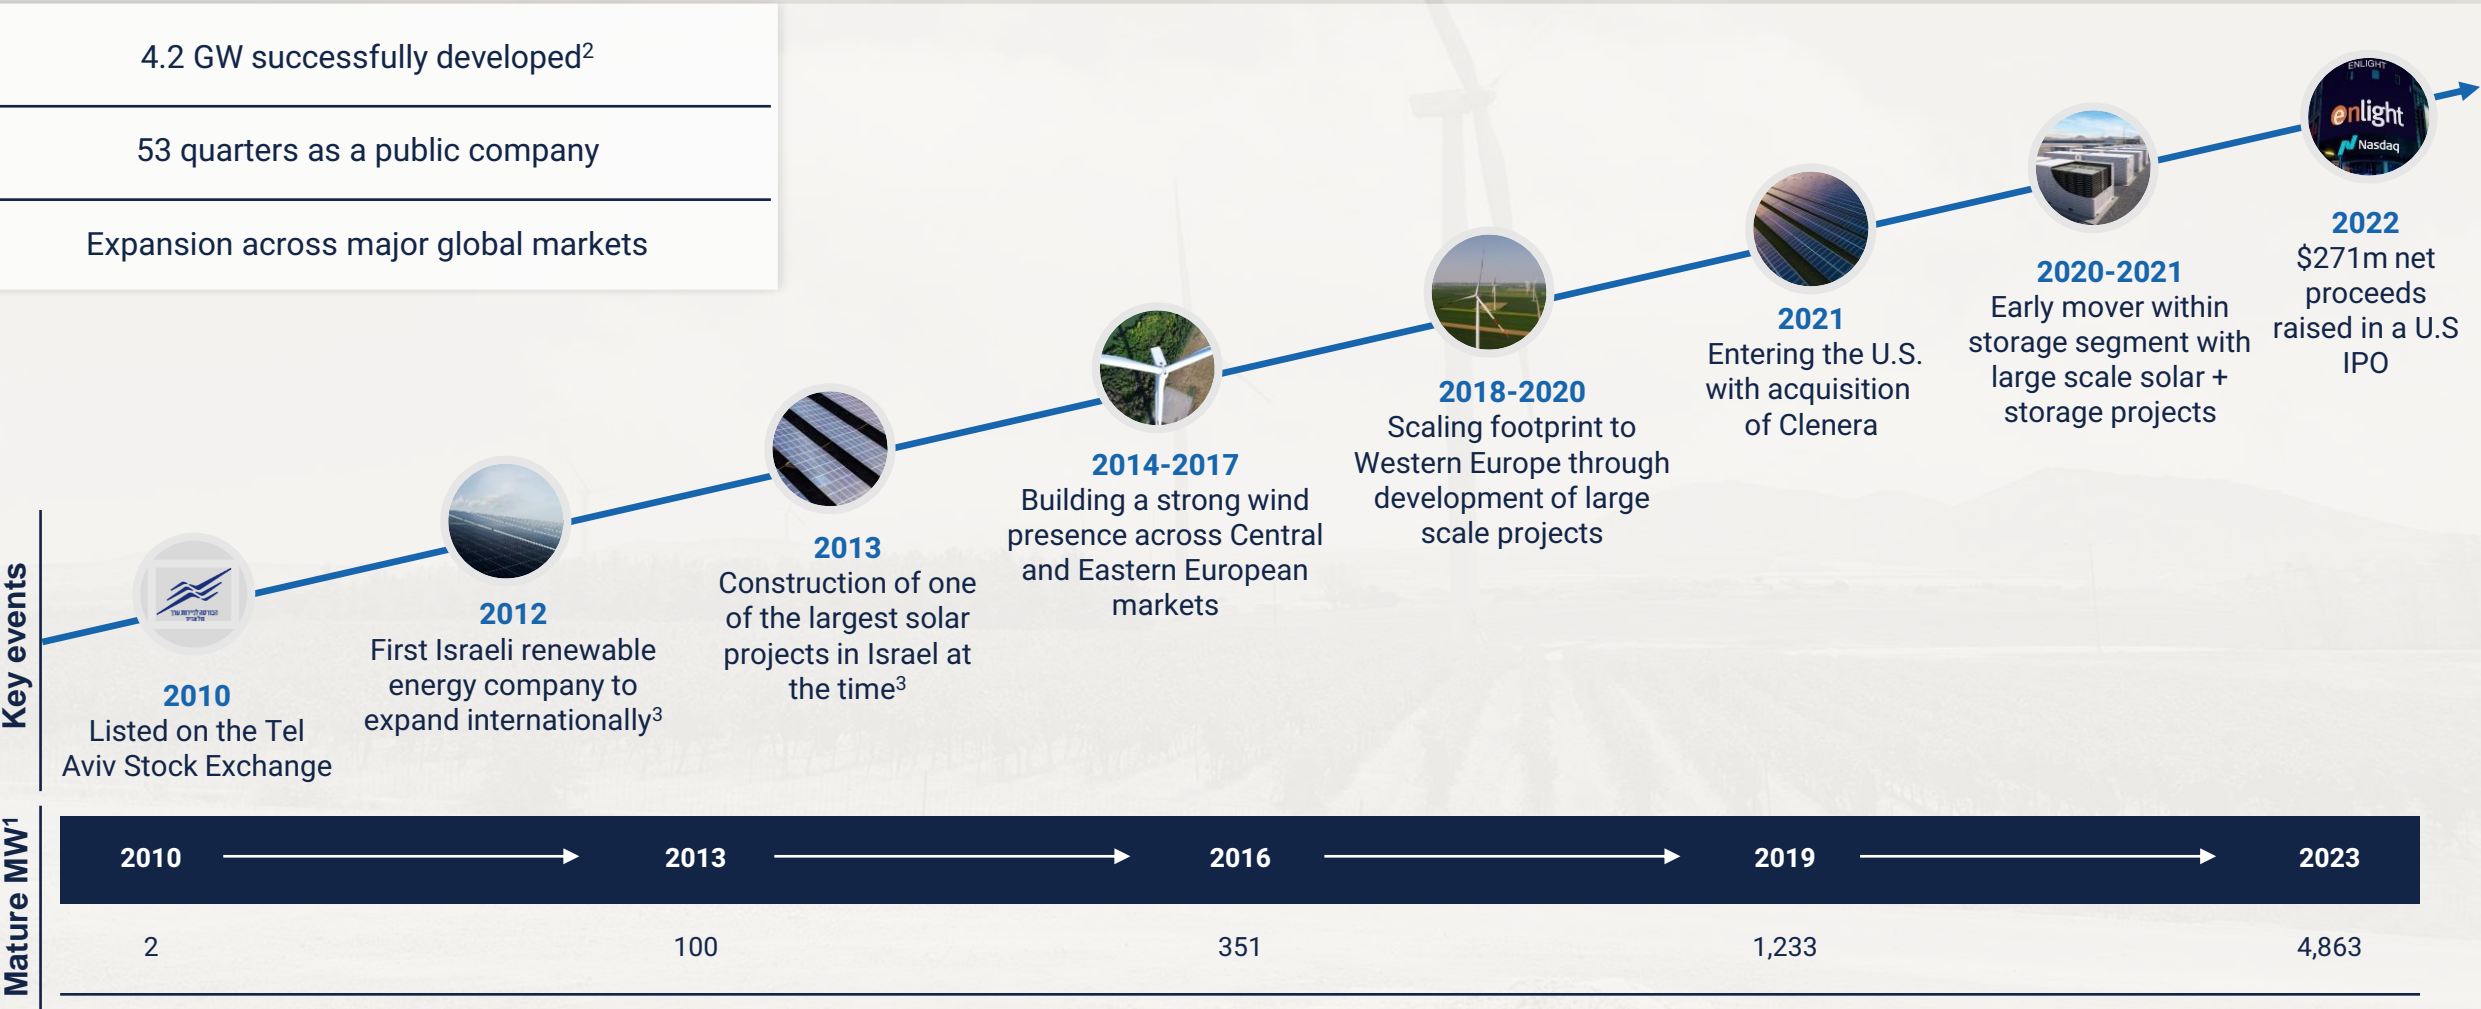 4.2 GW successfully developed2
53 quarters as a public company
Expansion across major global markets
Key events
2010
Listed on the Tel
Aviv Stock Exchange
הבורסה לניירות ערך
תל אביב
2012
First Israeli renewable
energy company to
expand internationally3
2013
Construction of one
of the largest solar
projects in Israel at
the time3
2014-2017
Building a strong wind
presence across Central
and Eastern European
markets
2018-2020
Scaling footprint to
Western Europe through
development of large
scale projects
2021
Entering the U.S.
with acquisition
of Clenera
2020-2021
Early mover within
storage segment with
large scale solar +
storage projects
ENLIGHT
enlight
Nasdaq
2022
$271m net
proceeds
raised in a U.S
IPO
Mature MW1
2010 2013 2016 2019 2023
2 100 351 1,233 4,863